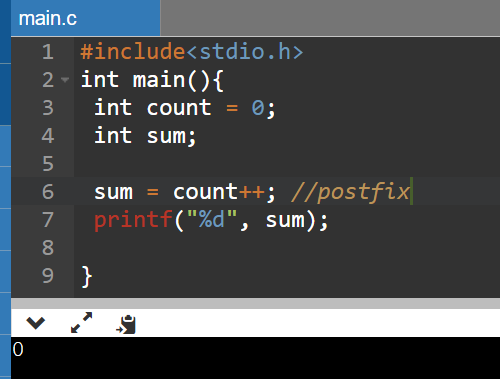 main.c
1 #include<stdio.h>
2 int main(){
3 int count = 0;
4 int sum;
5
6 sum = count++; //postfix
7 printf("%d", sum);
8
9 }
0